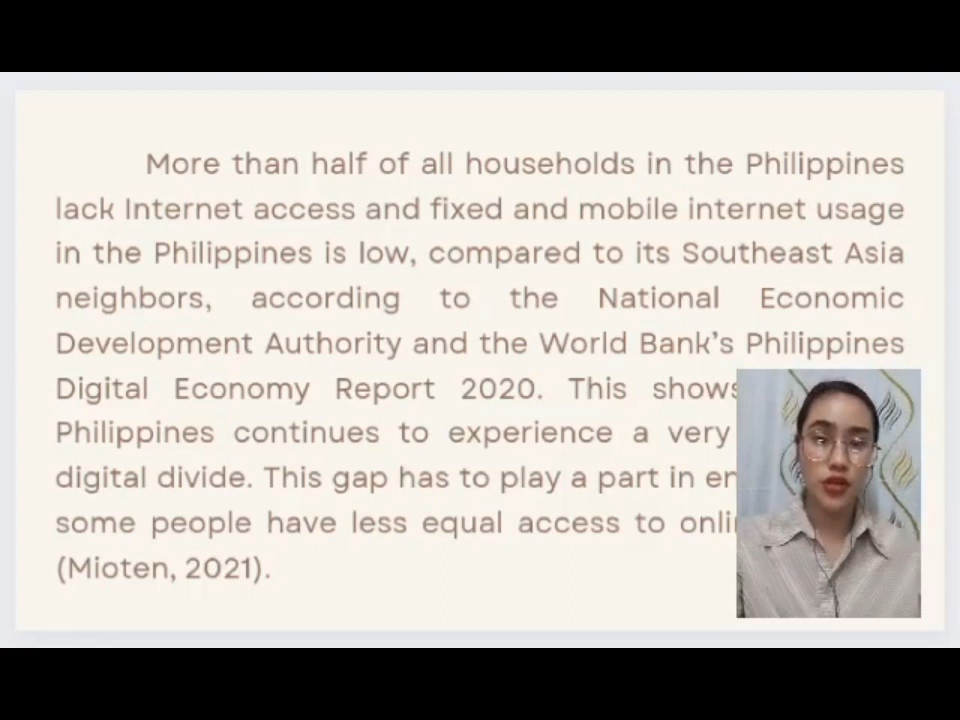 More than half of all households in the Philippines
lack Internet access and fixed and mobile internet usage
in the Philippines is low, compared to its Southeast Asia
neighbors, according to the National Economic
Development Authority and the World Bank's Philippines
Digital Economy Report 2020. This shows
Philippines continues to experience a very
digital divide. This gap has to play a part in
some people have less equal access to
(Mioten, 2021).